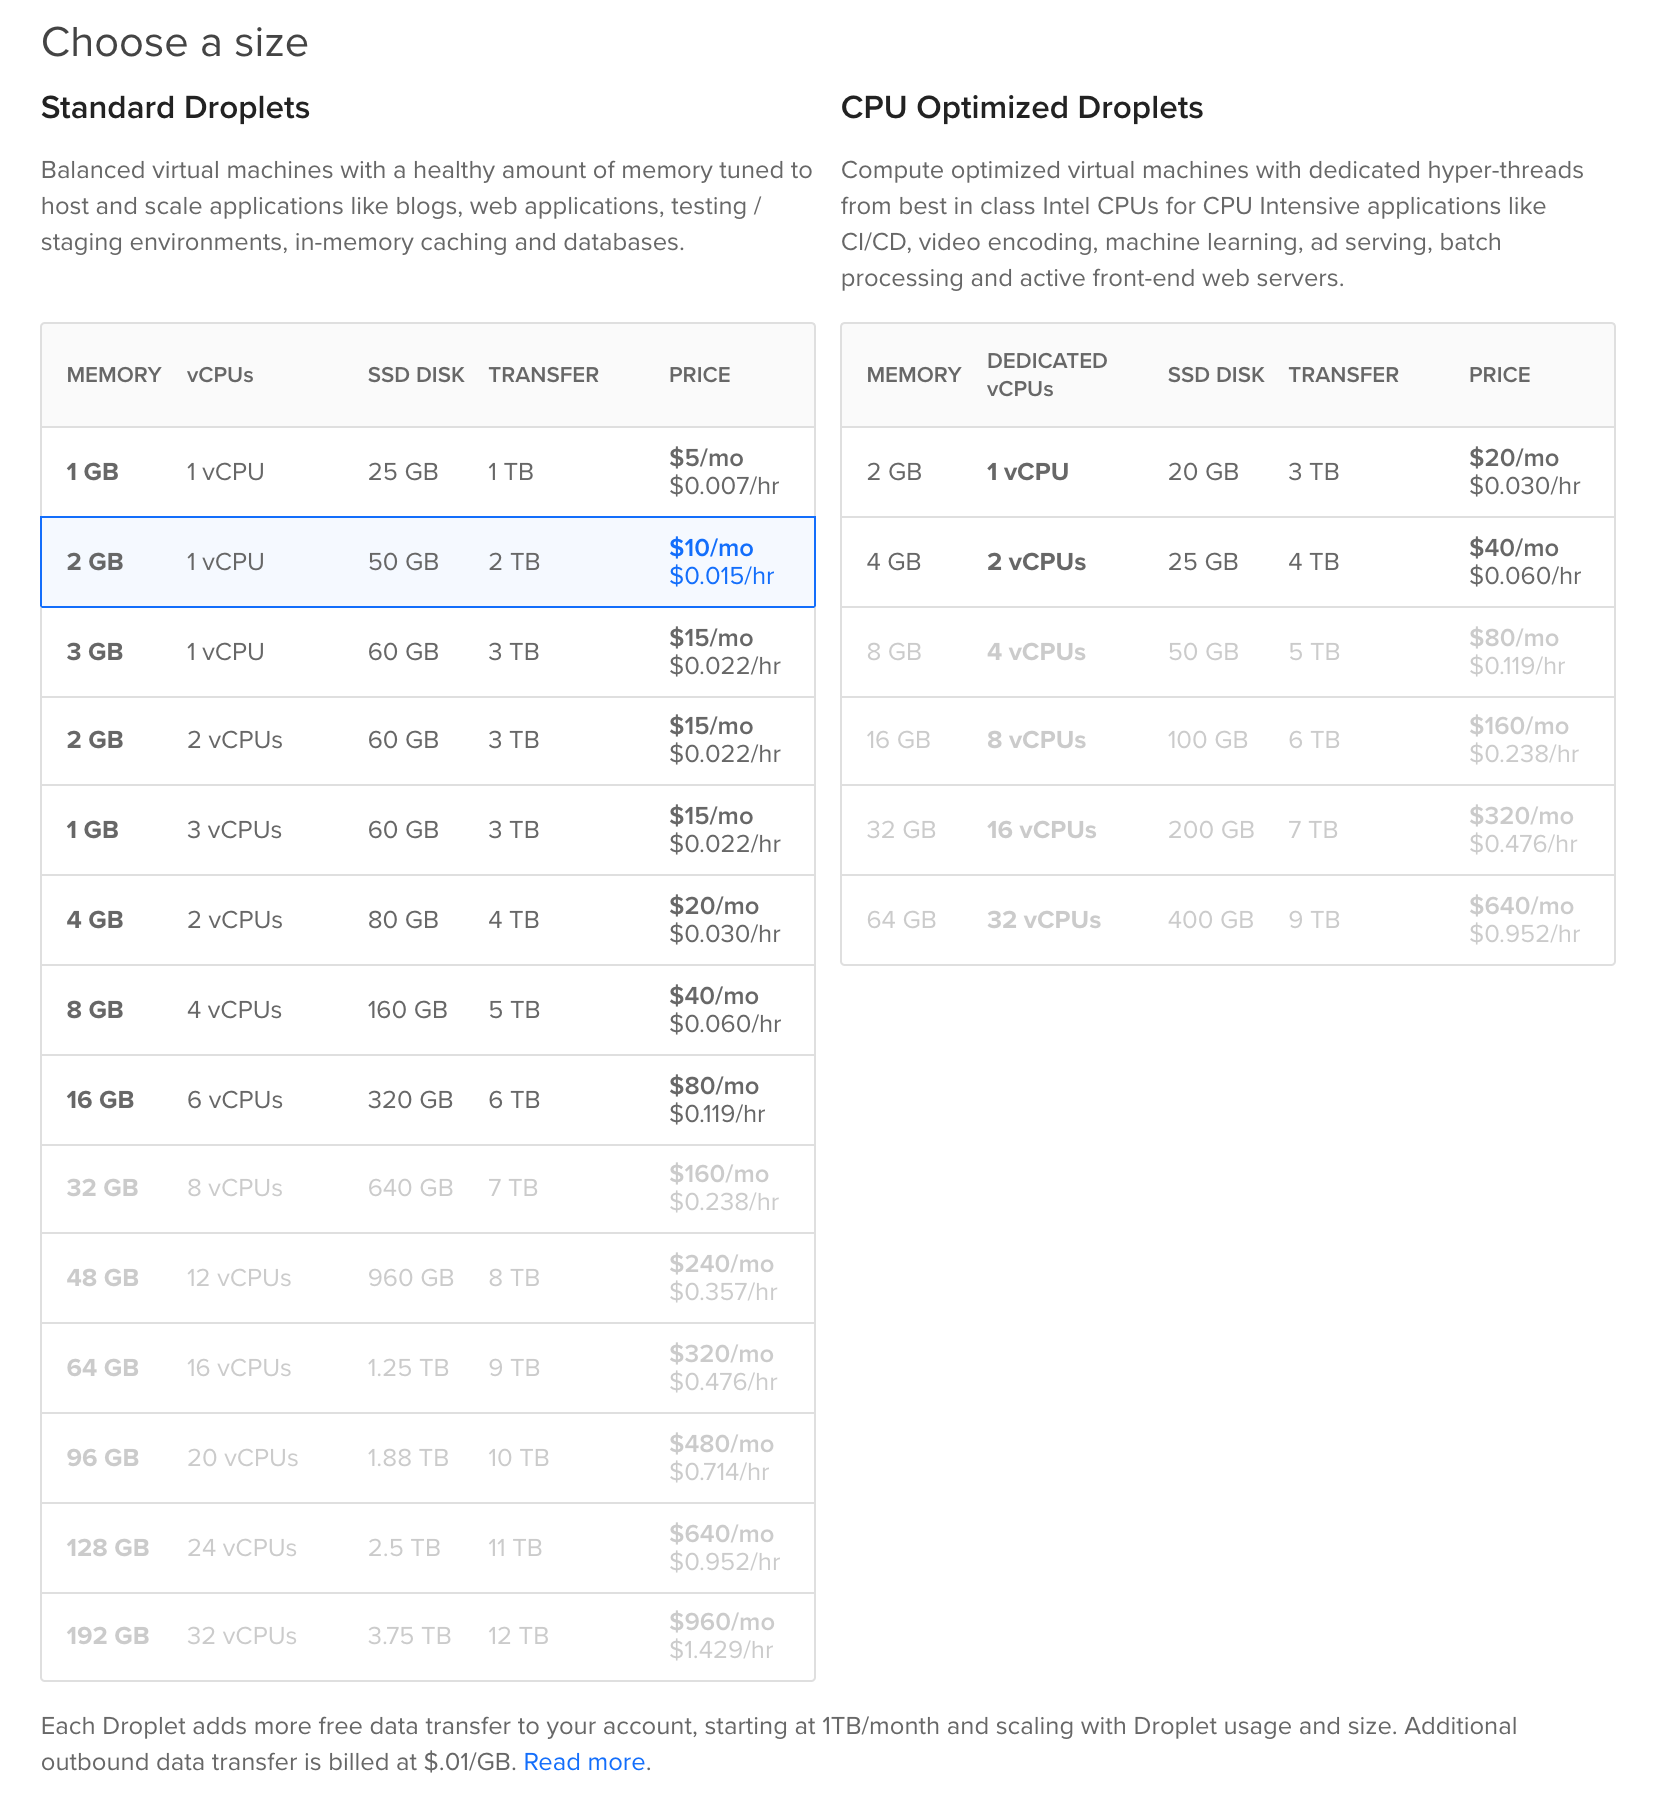 Choose a size
Standard Droplets
Balanced virtual machines with a healthy amount of memory tuned to
host and scale applications like blogs, web applications, testing /
staging environments, in-memory caching and databases.
MEMORY vCPUs SSD DISK TRANSFER PRICE
1 GB 1 vCPU 25 GB 1 TB $5/mo
$0.007/hr
2 GB 1 vCPU 50 GB 2 TB $10/mo
$0.015/hr
3 GB 1 vCPU 60 GB 3 TB $15/mo
$0.022/hr
2 GB 2 vCPUs 60 GB 3 TB $15/mo
$0.022/hr
1 GB 3 vCPUs 60 GB 3 TB $15/mo
$0.022/hr
4 GB 2 vCPUs 80 GB 4 TB $20/mo
$0.030/hr
8 GB 4 vCPUs 160 GB 5 TB $40/mo
$0.060/hr
16 GB 6 vCPUs 320 GB 6 TB $80/mo
$0.119/hr
32 GB 8 vCPUs 640 GB 7 TB $160/mo
$0.238/hr
48 GB 12 vCPUs 960 GB 8 TB $240/mo
$0.357/hr
64 GB 16 vCPUs 1.25 TB 9 TB $320/mo
$0.476/hr
96 GB 20 vCPUs 1.88 TB 10 TB $480/mo
$0.714/hr
128 GB 24 vCPUs 2.5 TB 11 TB $640/mo
$0.952/hr
192 GB 32 vCPUs 3.75 TB 12 TB $960/mo
$1.429/hr
CPU Optimized Droplets
Compute optimized virtual machines with dedicated hyper-threads
from best in class Intel CPUs for CPU Intensive applications like
CI/CD, video encoding, machine learning, ad serving, batch
processing and active front-end web servers.
MEMORY DEDICATED
vCPUs SSD DISK TRANSFER PRICE
2 GB 1 vCPU 20 GB 3 TB $20/mo
$0.030/hr
4 GB 2 vCPUs 25 GB 4 TB $40/mo
$0.060/hr
8 GB 4 vCPUs 50 GB 5 TB $80/mo
$0.119/hr
16 GB 8 vCPUs 100 GB 6 TB $160/mo
$0.238/hr
32 GB 16 vCPUs 200 GB 7 TB $320/mo
$0.476/hr
64 GB 32 vCPUs 400 GB 9 TB $640/mo
$0.952/hr
Each Droplet adds more free data transfer to your account, starting at 1TB/month and scaling with Droplet usage and size. Additional
outbound data transfer is billed at $.01/GB. Read more.